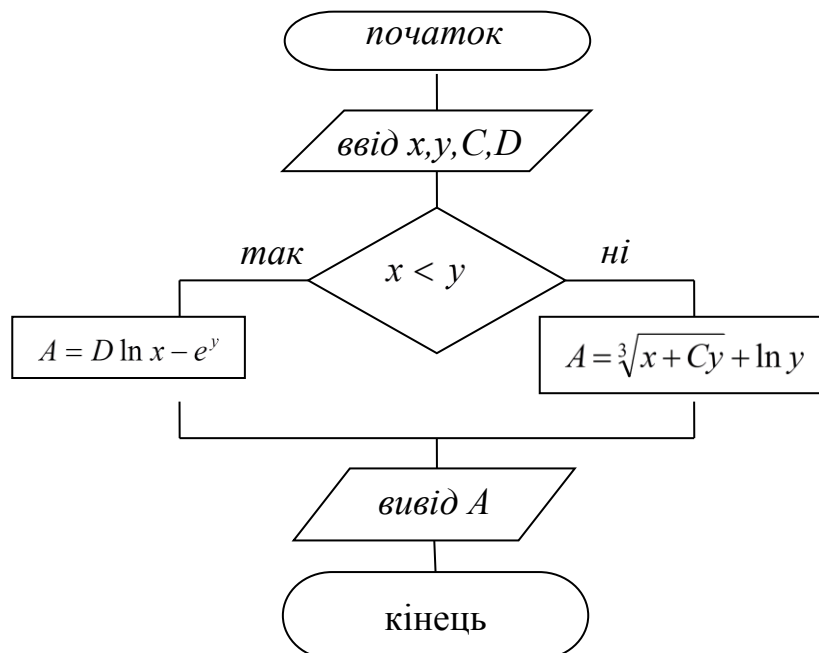 початок
ввід x,y,C,D
так
x < y
ні
A = D ln x − e^y
A = ∛(x + Cy) + ln y
вивід A
кінець